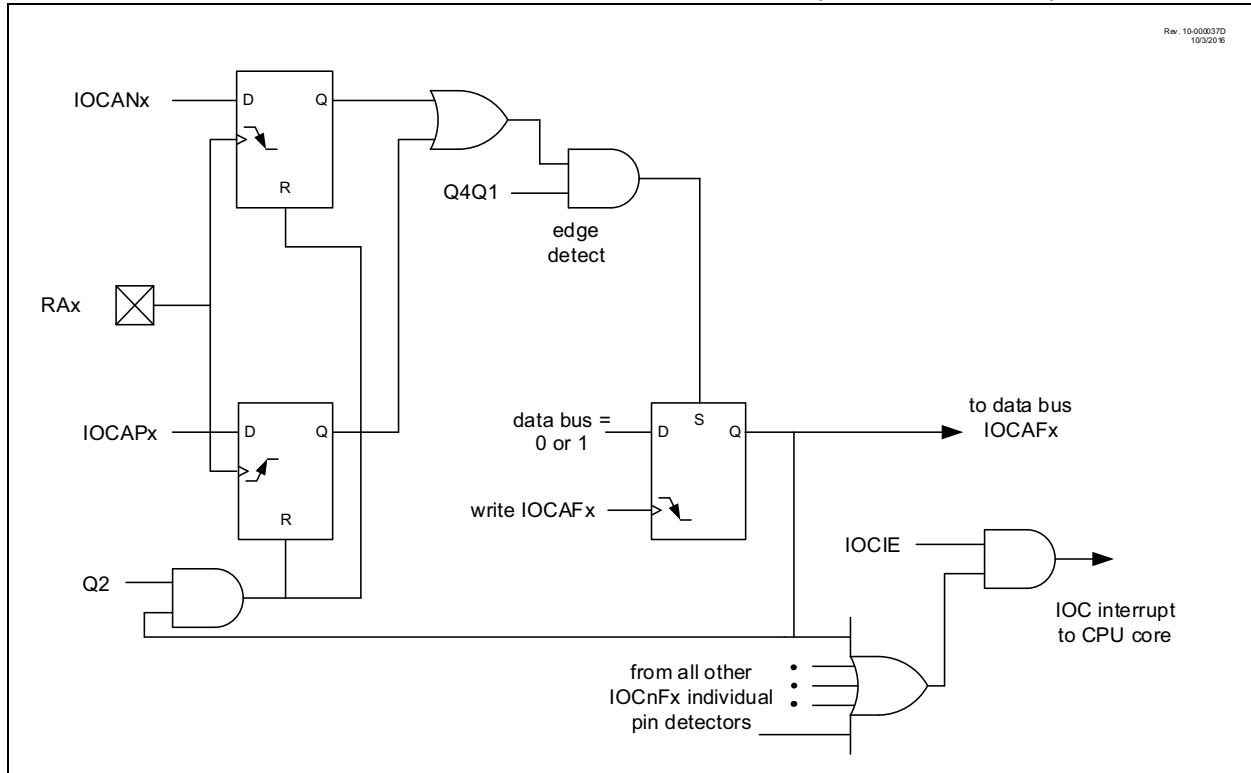 Rev. 10-000037D
10/3/2016
IOCANx
D
Q
R
Q4Q1
edge
detect
RAx
IOCAPx
D
Q
R
data bus =
0 or 1
S
D
Q
to data bus
IOCAFx
write IOCAFx
IOCIE
Q2
IOC interrupt
to CPU core
from all other
IOCnFx individual
pin detectors